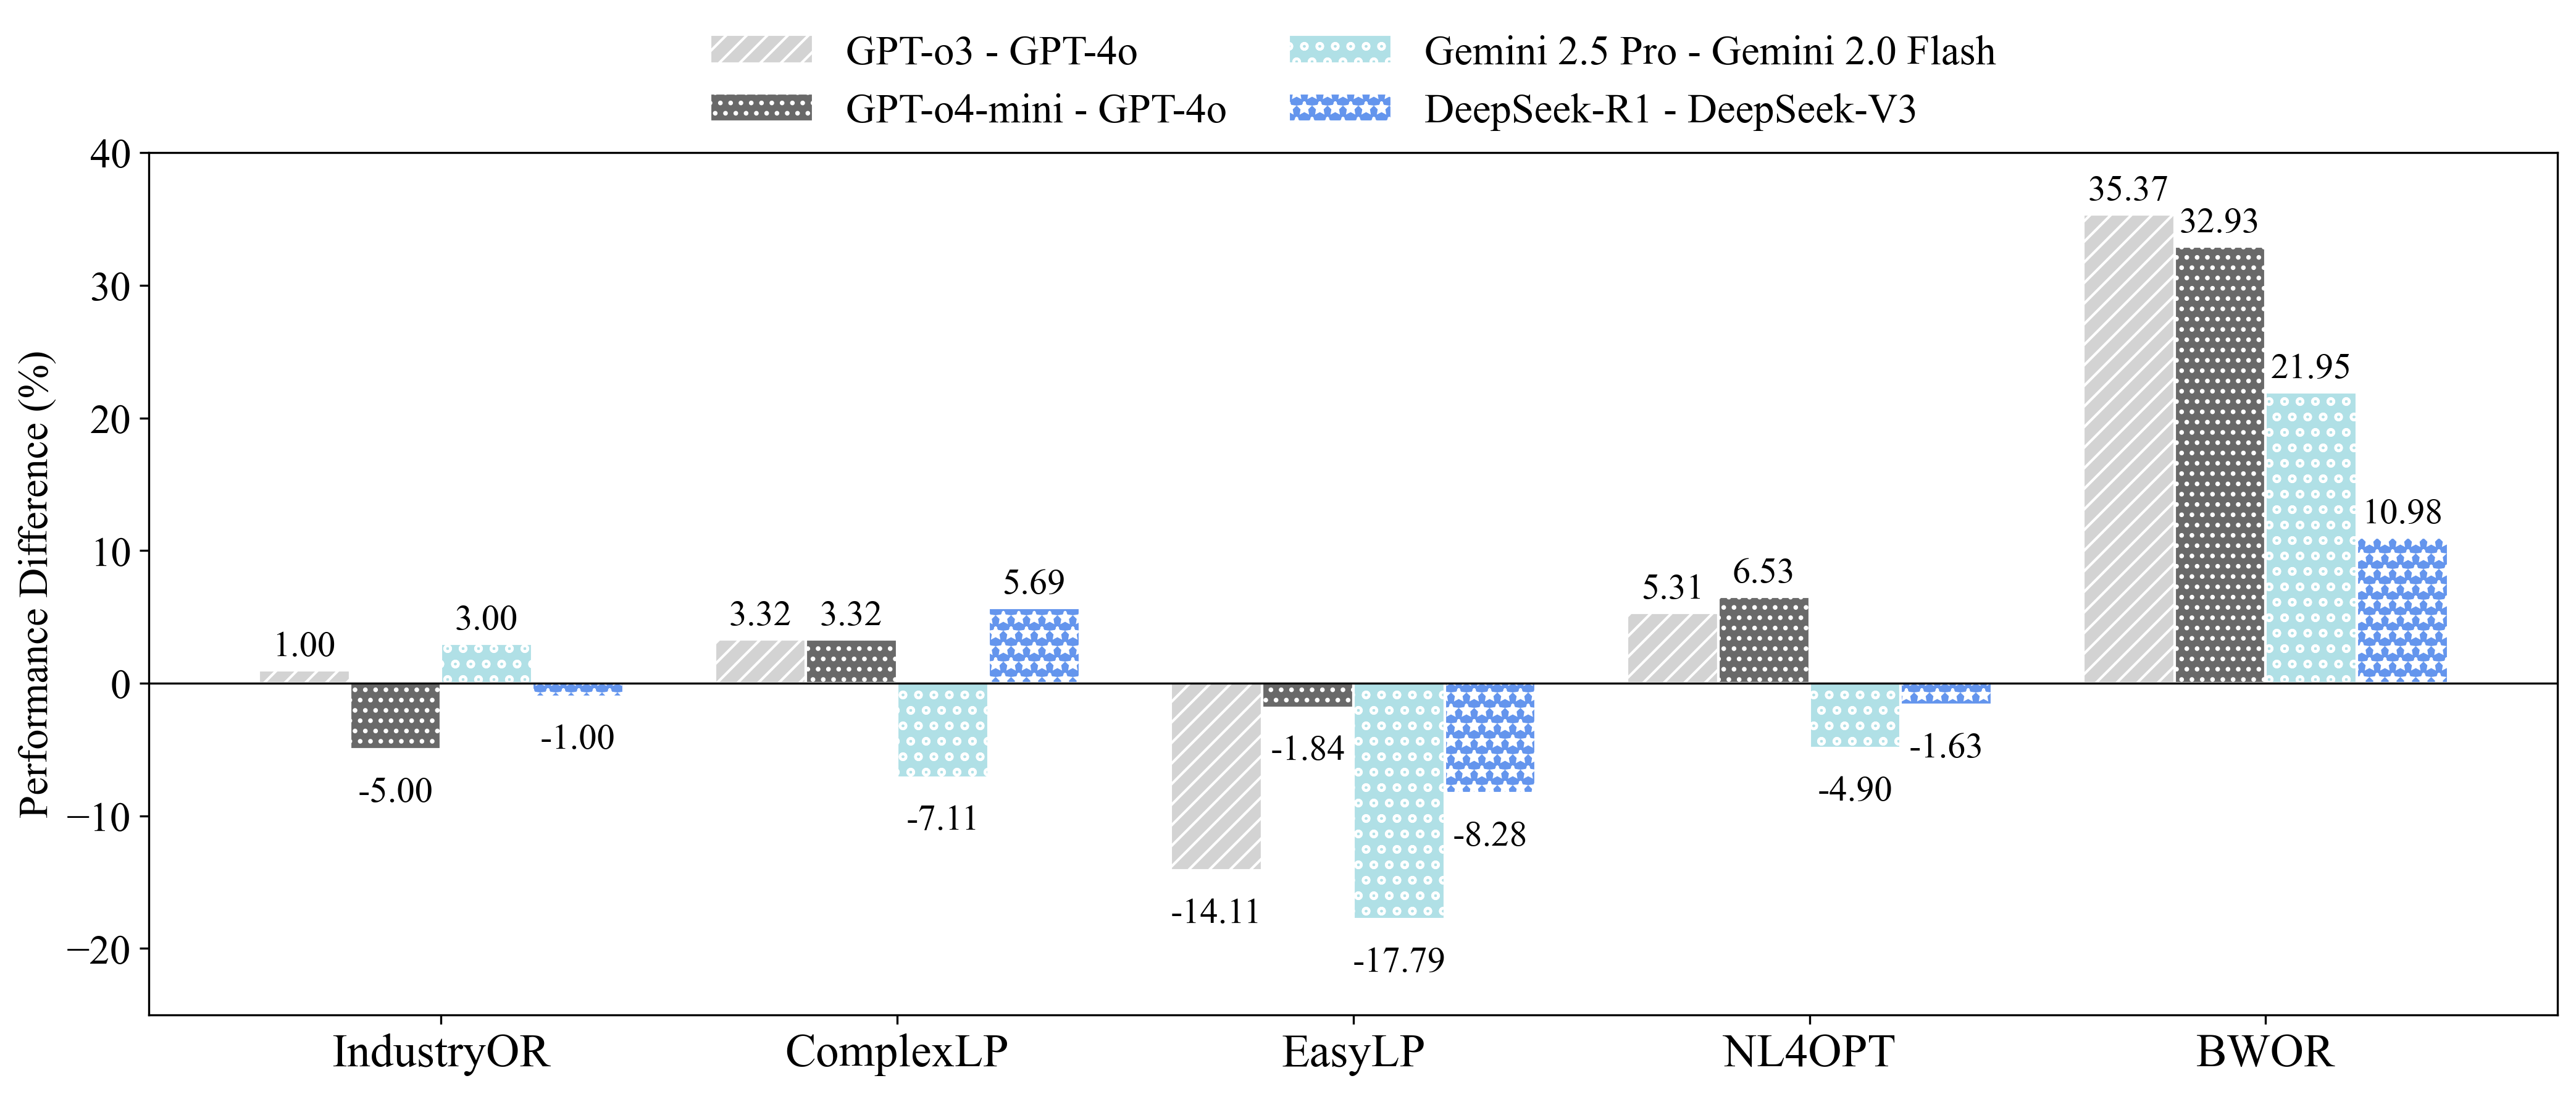 GPT-o3 - GPT-4o
GPT-o4-mini - GPT-4o
Gemini 2.5 Pro - Gemini 2.0 Flash
DeepSeek-R1 - DeepSeek-V3
Performance Difference (%)
40
30
20
10
0
−10
−20
1.00
-5.00
3.00
-1.00
3.32
3.32
-7.11
5.69
-14.11
-1.84
-17.79
-8.28
5.31
6.53
-4.90
-1.63
35.37
32.93
21.95
10.98
IndustryOR
ComplexLP
EasyLP
NL4OPT
BWOR